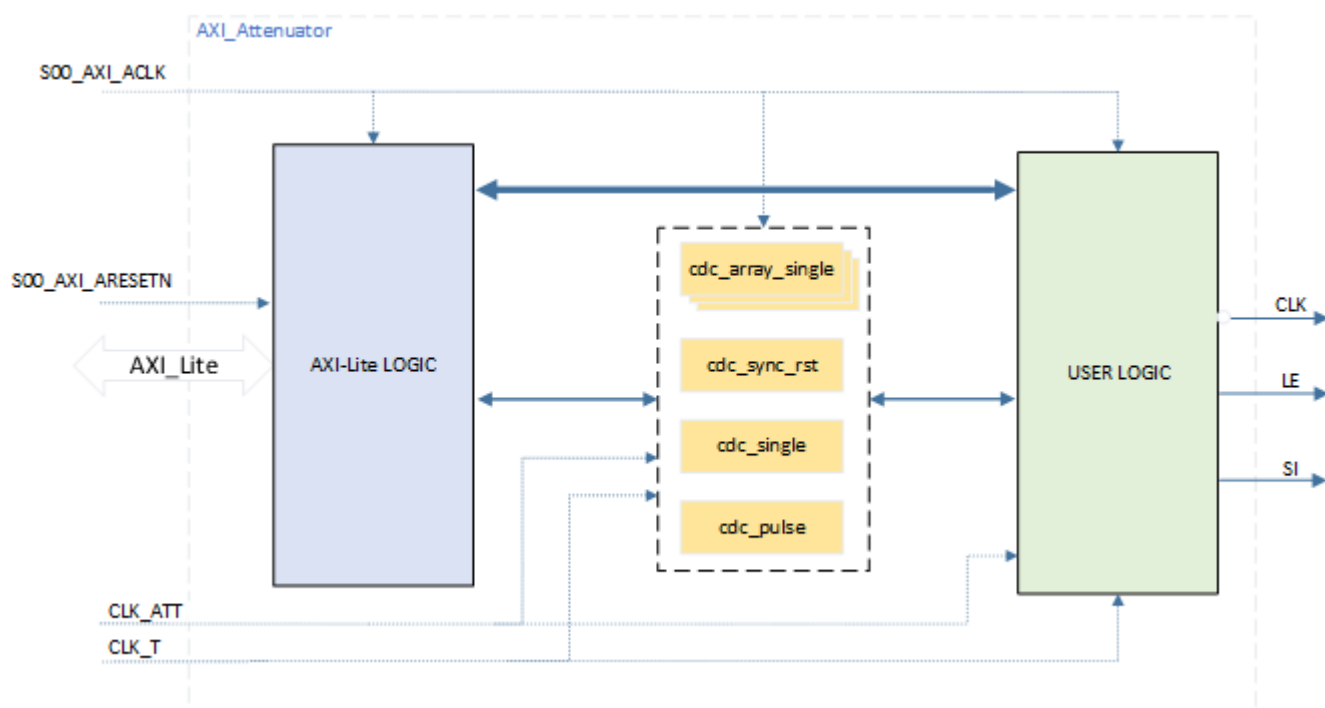 AXI_Attenuator
S00_AXI_ACLK
cdc_array_single
S00_AXI_ARESETN
CLK
AXI_Lite
AXI-Lite LOGIC
cdc_sync_rst
USER LOGIC
LE
cdc_single
SI
cdc_pulse
CLK_ATT
CLK_T